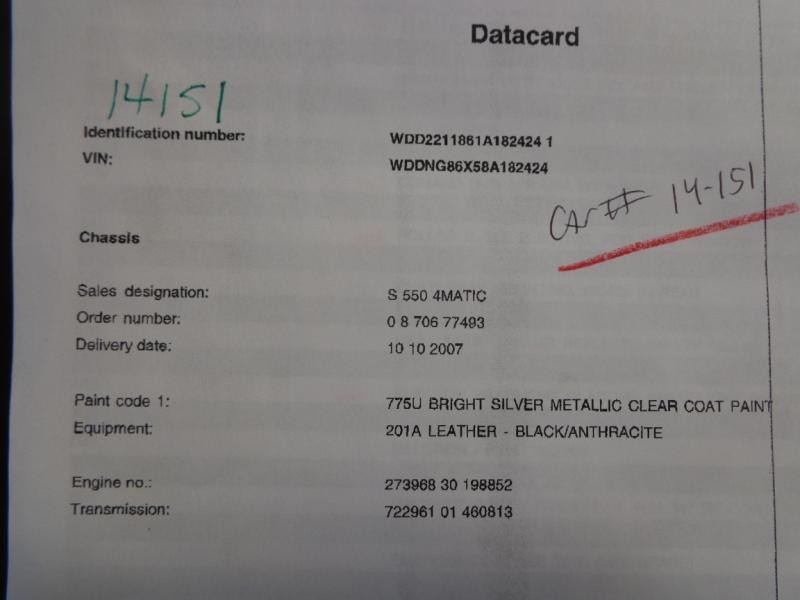 Datacard
14151
Identification number: WDD2211861A182424 1
VIN: WDDNG86X58A182424
Car# 14-151
Chassis
Sales designation: S 550 4MATIC
Order number: 0 8 706 77493
Delivery date: 10 10 2007
Paint code 1: 775U BRIGHT SILVER METALLIC CLEAR COAT PAINT
Equipment: 201A LEATHER - BLACK/ANTHRACITE
Engine no.: 273968 30 198852
Transmission: 722961 01 460813